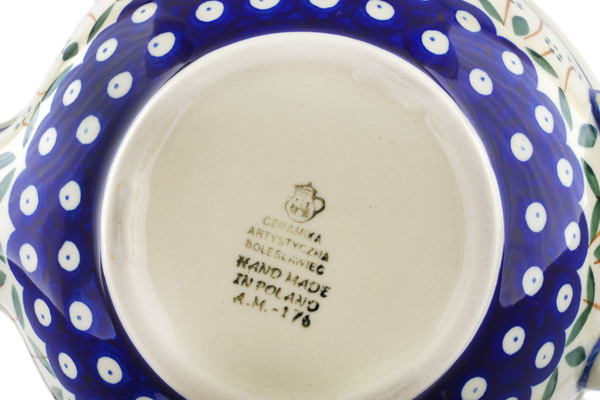 CERAMIKA
ARTYSTYCZNA
BOLESŁAWIEC
HAND MADE
IN POLAND
A.M.-176